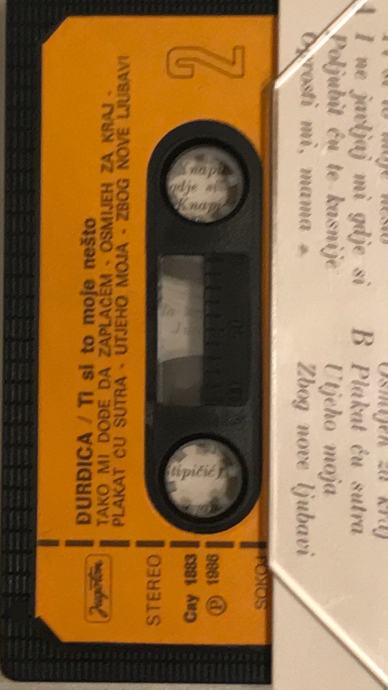 ĐURĐICA / Ti si to moje nešto
TAKO MI DOĐE DA ZAPLAČEM - OSMIJEH ZA KRAJ -
PLAKAT ĆU SUTRA - UTJEHO MOJA - ZBOG NOVE LJUBAVI
2
Jugoton
STEREO
Cay 1883
Ⓟ 1986
SOKOJ
A
I ne javljaj mi gdje si
Poljubit ću te kasnije
Oprosti mi, mama
B
Plakat ću sutra
Utjeho moja
Zbog nove ljubavi